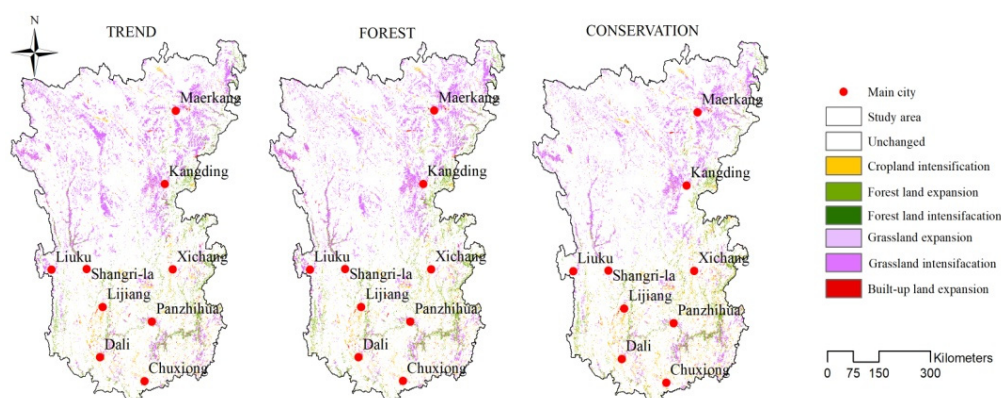 N
TREND
FOREST
CONSERVATION
Maerkang
Kangding
Liuku
Shangri-la
Xichang
Lijiang
Panzhihua
Dali
Chuxiong
Maerkang
Kangding
Liuku
Shangri-la
Xichang
Lijiang
Panzhihua
Dali
Chuxiong
Maerkang
Kangding
Liuku
Shangri-la
Xichang
Lijiang
Panzhihua
Dali
Chuxiong
Main city
Study area
Unchanged
Cropland intensification
Forest land expansion
Forest land intensifacation
Grassland expansion
Grassland intensifacation
Built-up land expansion
Kilometers
0 75 150 300